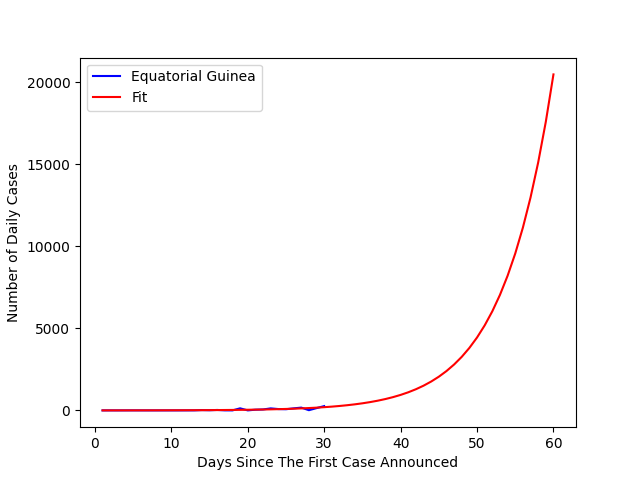 Equatorial Guinea
Fit
20000
15000
10000
5000
0
Number of Daily Cases
0 10 20 30 40 50 60
Days Since The First Case Announced